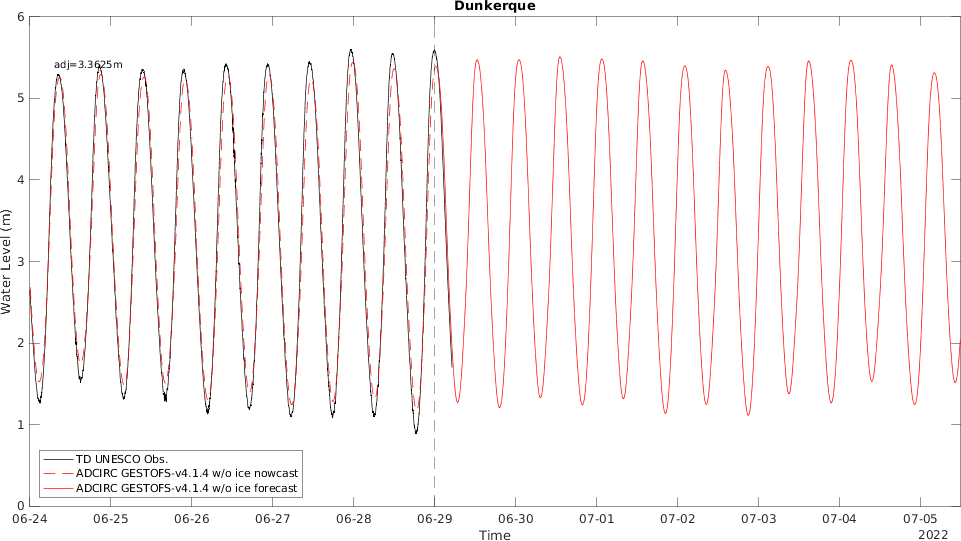 Dunkerque
adj=3.3625m
Water Level (m)
6
5
4
3
2
1
0
TD UNESCO Obs.
ADCIRC GESTOFS-v4.1.4 w/o ice nowcast
ADCIRC GESTOFS-v4.1.4 w/o ice forecast
06-24 06-25 06-26 06-27 06-28 06-29 06-30 07-01 07-02 07-03 07-04 07-05
Time
2022